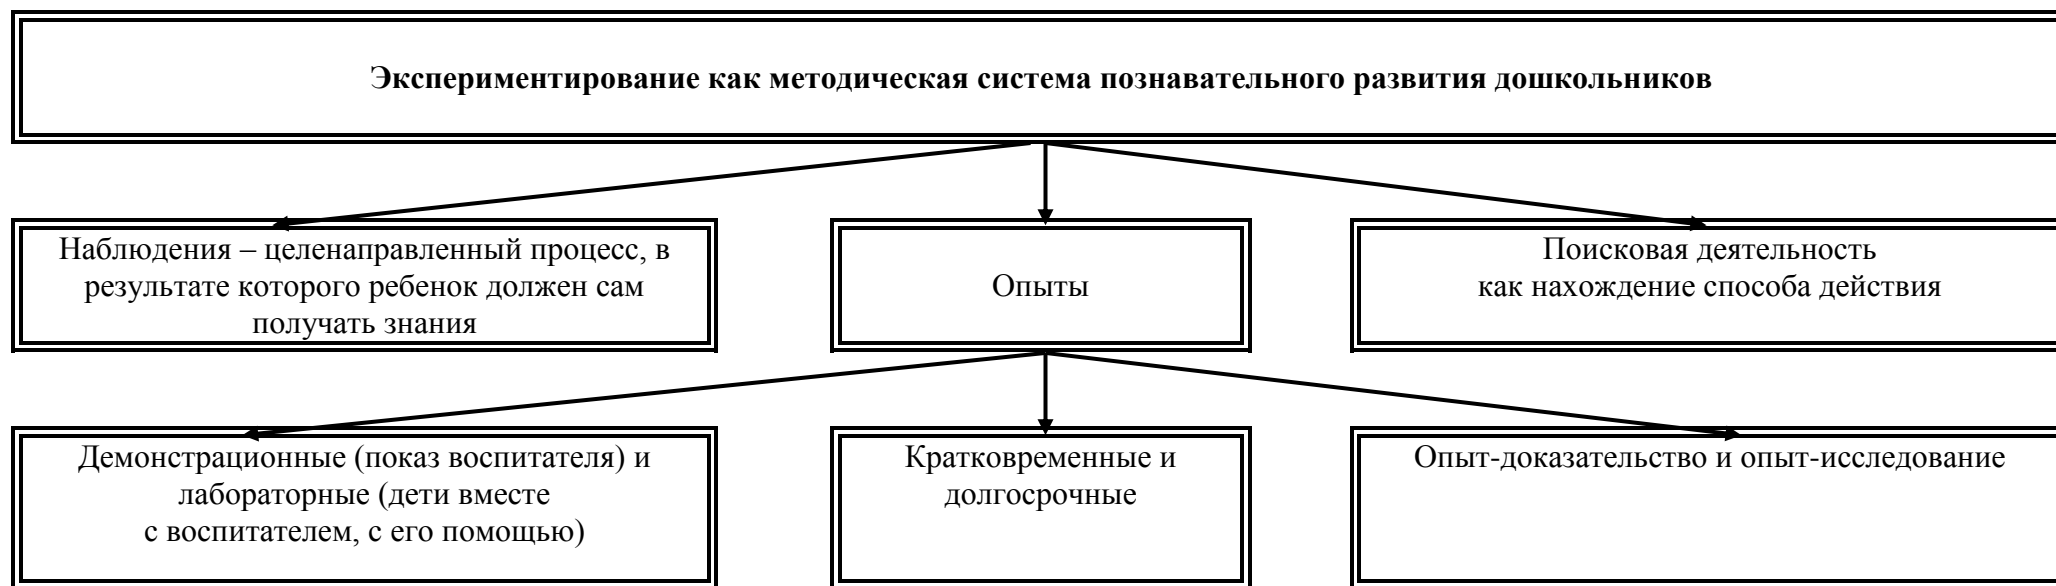 Экспериментирование как методическая система познавательного развития дошкольников
Наблюдения – целенаправленный процесс, в
результате которого ребенок должен сам
получать знания
Опыты
Поисковая деятельность
как нахождение способа действия
Демонстрационные (показ воспитателя) и
лабораторные (дети вместе
с воспитателем, с его помощью)
Кратковременные и
долгосрочные
Опыт-доказательство и опыт-исследование